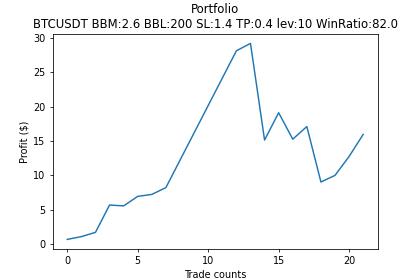 Portfolio
BTCUSDT BBM:2.6 BBL:200 SL:1.4 TP:0.4 lev:10 WinRatio:82.0
Profit ($)
30
25
20
15
10
5
0
0 5 10 15 20
Trade counts